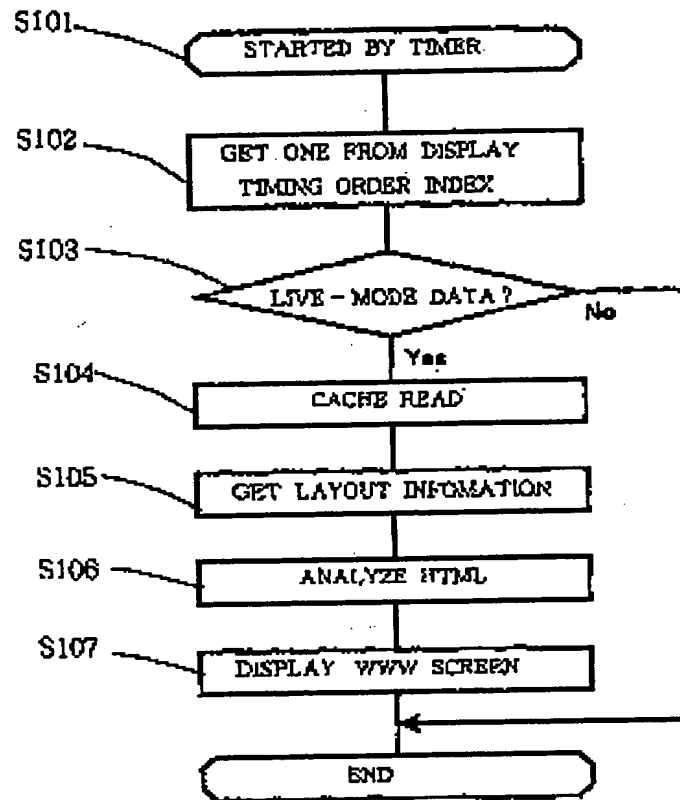 S101
STARTED BY TIMER
S102
GET ONE FROM DISPLAY
TIMING ORDER INDEX
S103
LIVE-MODE DATA?
No
Yes
S104
CACHE READ
S105
GET LAYOUT INFOMATION
S106
ANALYZE HTML
S107
DISPLAY WWW SCREEN
END